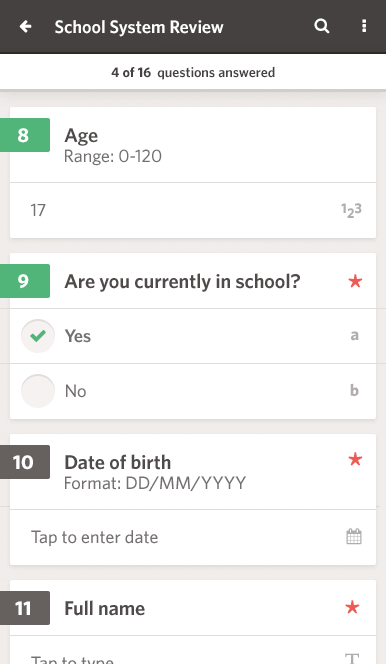 School System Review
4 of 16 questions answered
8 Age
Range: 0-120
17 123
9 Are you currently in school? *
Yes a
No b
10 Date of birth *
Format: DD/MM/YYYY
Tap to enter date
11 Full name *
Tap to type T